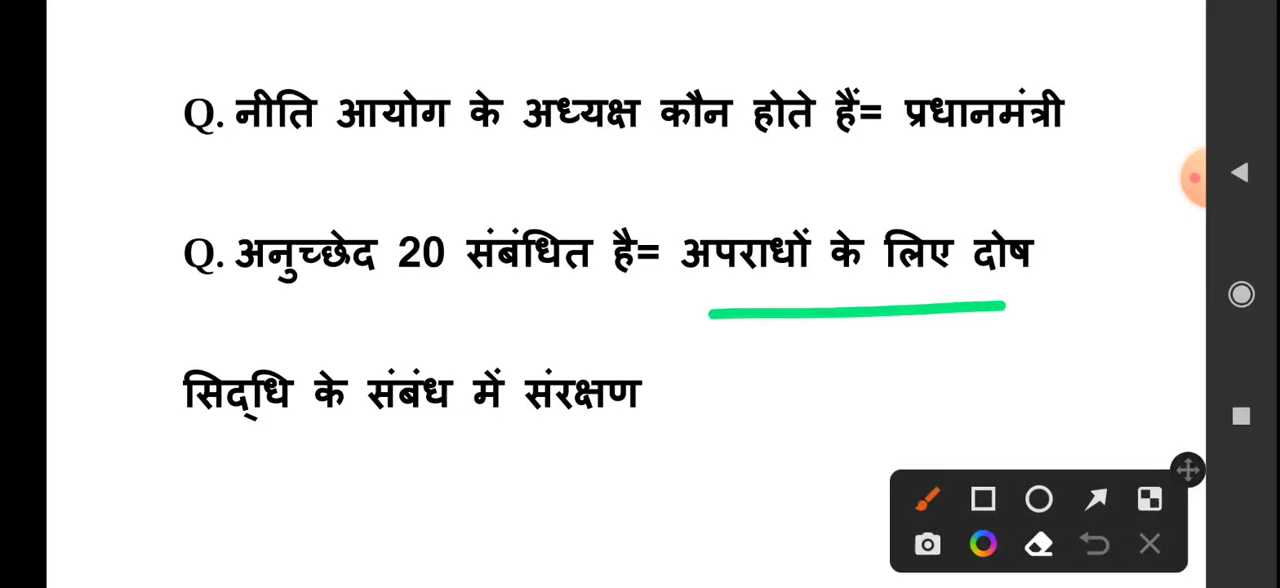 Q. नीति आयोग के अध्यक्ष कौन होते हैं= प्रधानमंत्री
Q. अनुच्छेद 20 संबंधित है= अपराधों के लिए दोष
सिद्धि के संबंध में संरक्षण